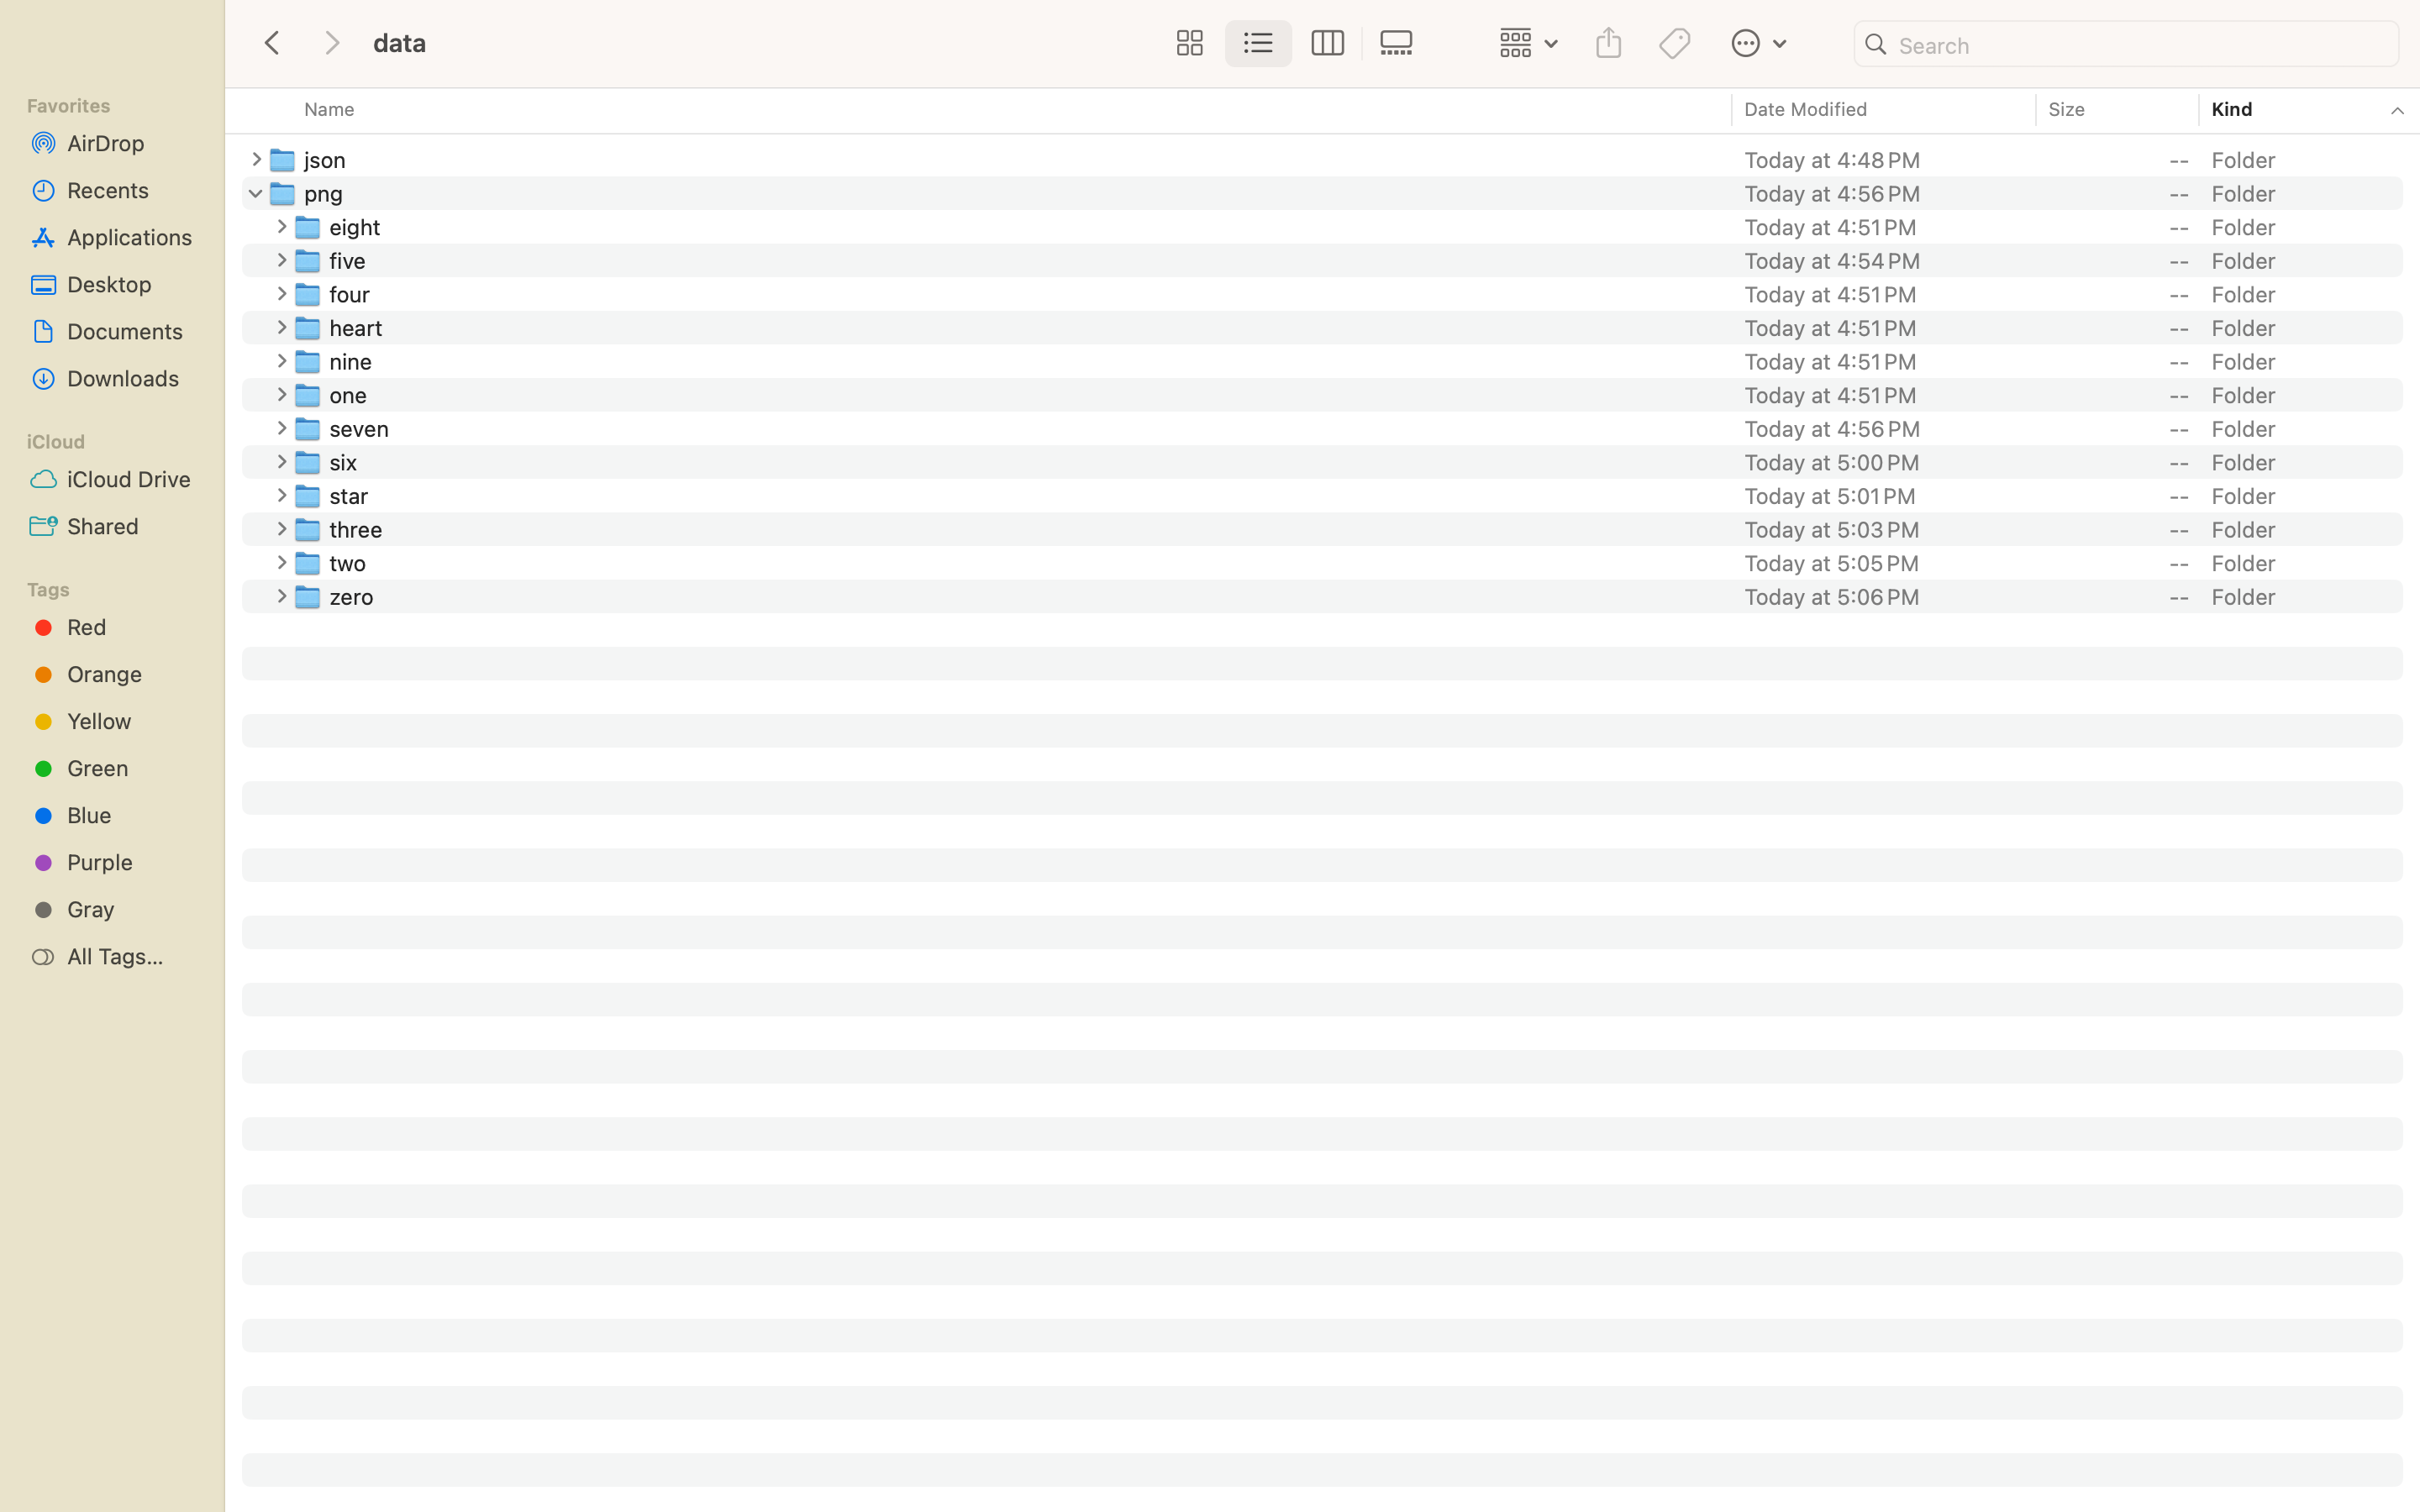 data
Search
Favorites
AirDrop
Recents
Applications
Desktop
Documents
Downloads
iCloud
iCloud Drive
Shared
Tags
Red
Orange
Yellow
Green
Blue
Purple
Gray
All Tags...
Name Date Modified Size Kind
json Today at 4:48 PM -- Folder
png Today at 4:56 PM -- Folder
eight Today at 4:51 PM -- Folder
five Today at 4:54 PM -- Folder
four Today at 4:51 PM -- Folder
heart Today at 4:51 PM -- Folder
nine Today at 4:51 PM -- Folder
one Today at 4:51 PM -- Folder
seven Today at 4:56 PM -- Folder
six Today at 5:00 PM -- Folder
star Today at 5:01 PM -- Folder
three Today at 5:03 PM -- Folder
two Today at 5:05 PM -- Folder
zero Today at 5:06 PM -- Folder